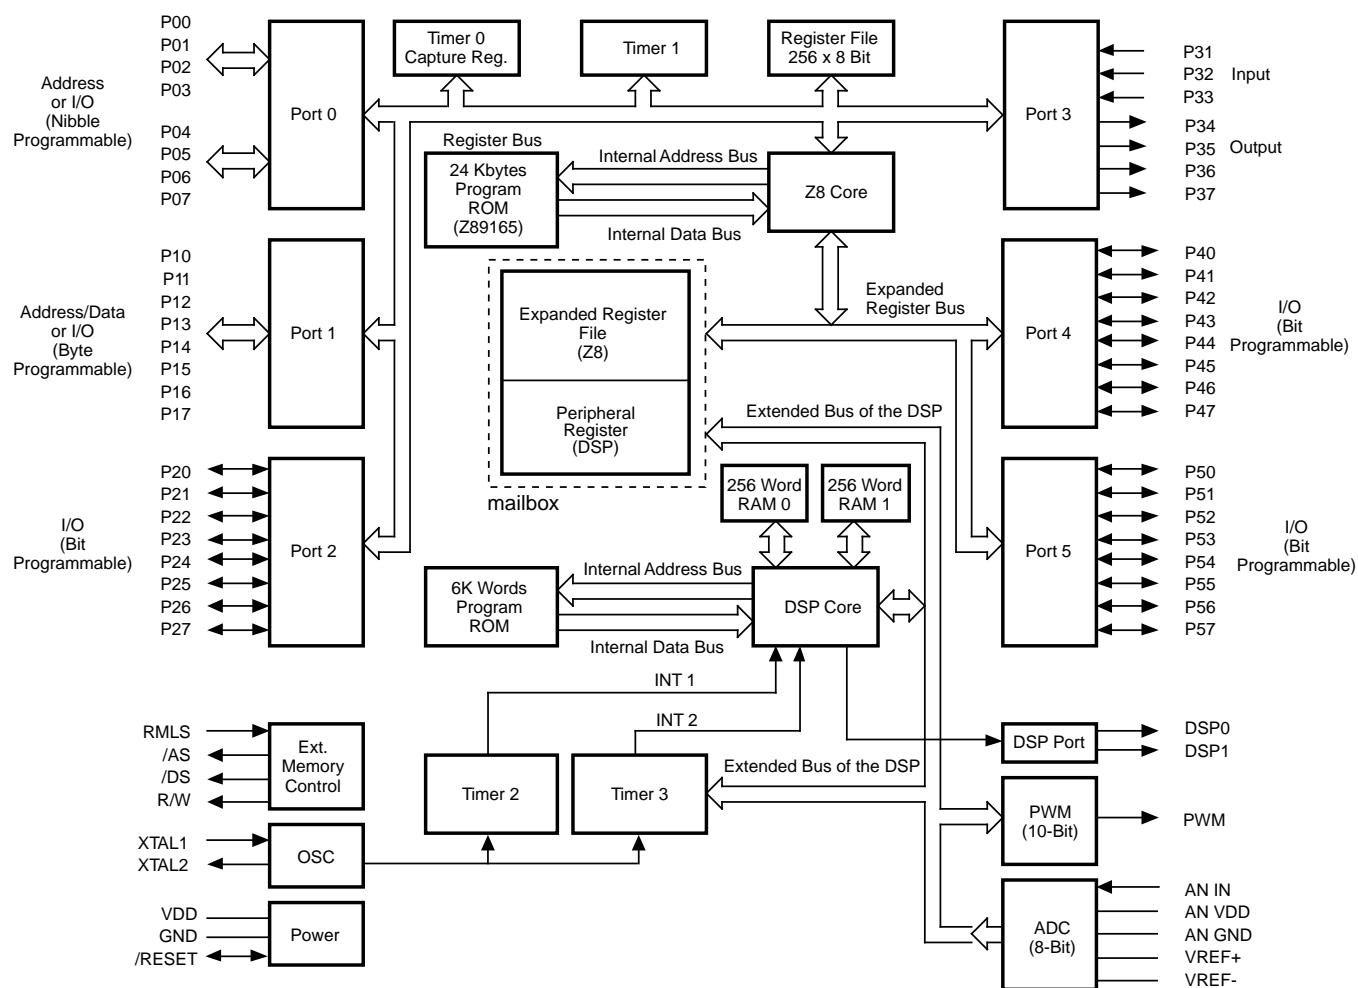 P00
P01
P02
P03
Address
or I/O
(Nibble
Programmable)
P04
P05
P06
P07
Port 0
Timer 0
Capture Reg.
Timer 1
Register File
256 x 8 Bit
Port 3
P31
P32
P33
Input
P34
P35
P36
P37
Output
Register Bus
24 Kbytes
Program
ROM
(Z89165)
Internal Address Bus
Internal Data Bus
Z8 Core
P10
P11
P12
P13
P14
P15
P16
P17
Address/Data
or I/O
(Byte
Programmable)
Port 1
Expanded Register
File
(Z8)
Peripheral
Register
(DSP)
mailbox
Expanded
Register Bus
Extended Bus of the DSP
Port 4
P40
P41
P42
P43
P44
P45
P46
P47
I/O
(Bit
Programmable)
P20
P21
P22
P23
P24
P25
P26
P27
I/O
(Bit
Programmable)
Port 2
256 Word
RAM 0
256 Word
RAM 1
6K Words
Program
ROM
Internal Address Bus
Internal Data Bus
DSP Core
Port 5
P50
P51
P52
P53
P54
P55
P56
P57
I/O
(Bit
Programmable)
INT 1
INT 2
RMLS
/AS
/DS
R/W
Ext.
Memory
Control
Timer 2
Timer 3
Extended Bus of the DSP
DSP Port
DSP0
DSP1
XTAL1
XTAL2
OSC
PWM
(10-Bit)
PWM
VDD
GND
/RESET
Power
ADC
(8-Bit)
AN IN
AN VDD
AN GND
VREF+
VREF-